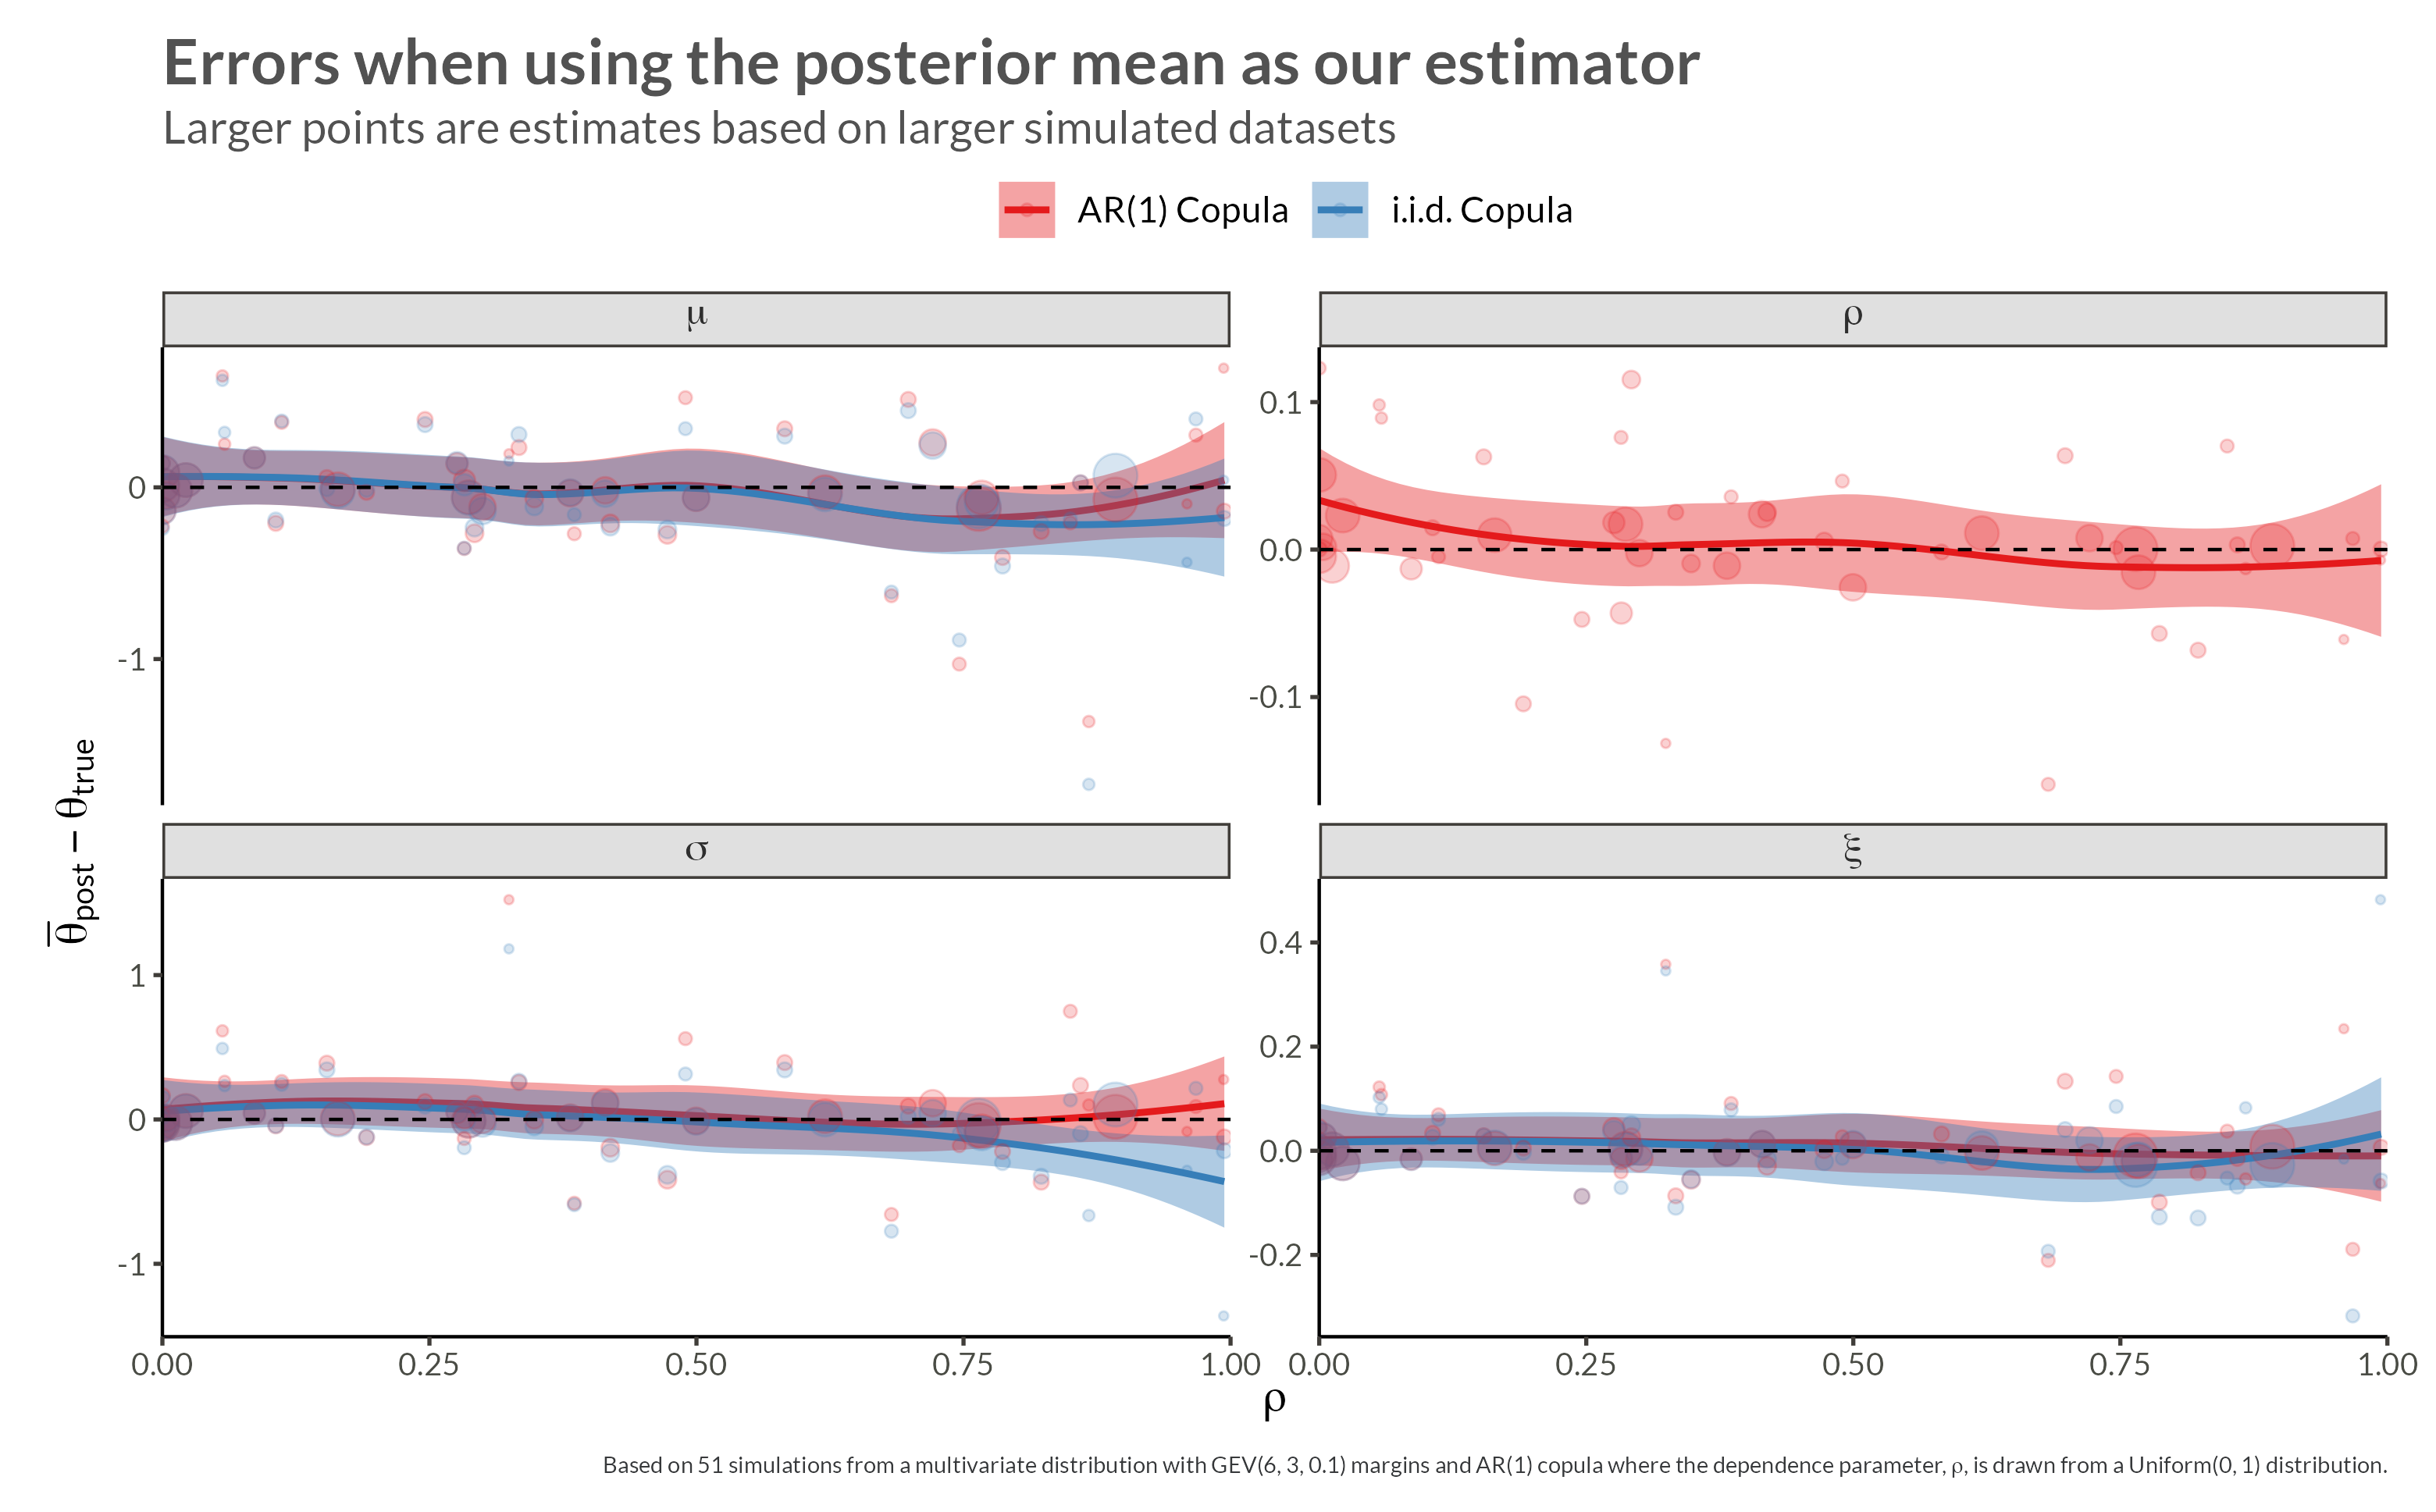 Errors when using the posterior mean as our estimator
Larger points are estimates based on larger simulated datasets
AR(1) Copula i.i.d. Copula
μ ρ
0
-1
0.1
0.0
-0.1
σ ξ
1
0
-1
0.4
0.2
0.0
-0.2
0.00 0.25 0.50 0.75 1.00 0.00 0.25 0.50 0.75 1.00
ρ
θ̅post − θtrue
Based on 51 simulations from a multivariate distribution with GEV(6, 3, 0.1) margins and AR(1) copula where the dependence parameter, ρ, is drawn from a Uniform(0, 1) distribution.